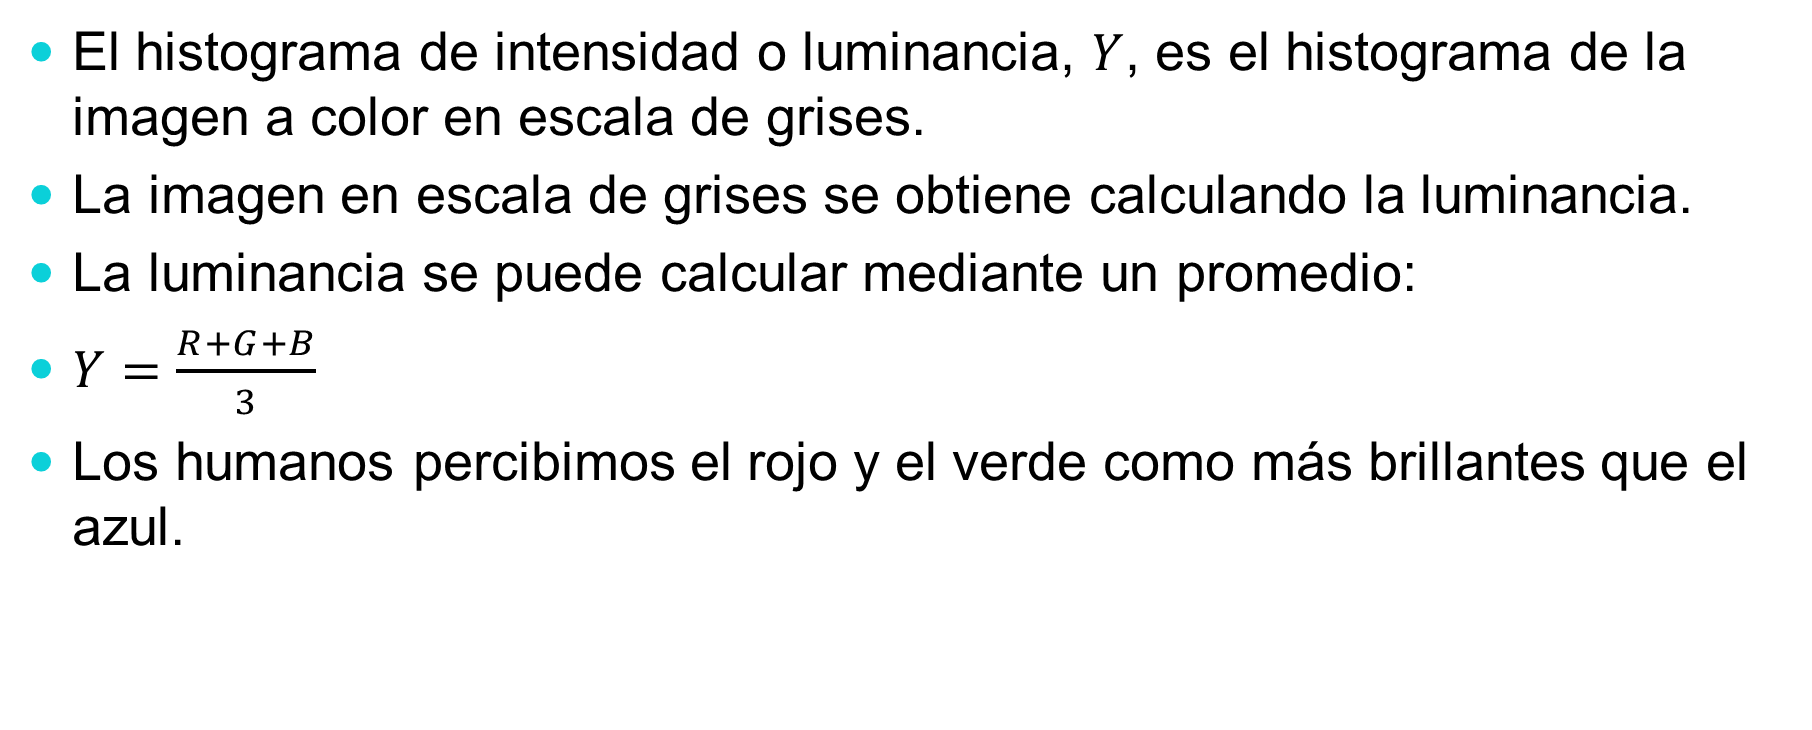 • El histograma de intensidad o luminancia, Y, es el histograma de la
imagen a color en escala de grises.
• La imagen en escala de grises se obtiene calculando la luminancia.
• La luminancia se puede calcular mediante un promedio:
• Y = \frac{R+G+B}{3}
• Los humanos percibimos el rojo y el verde como más brillantes que el
azul.